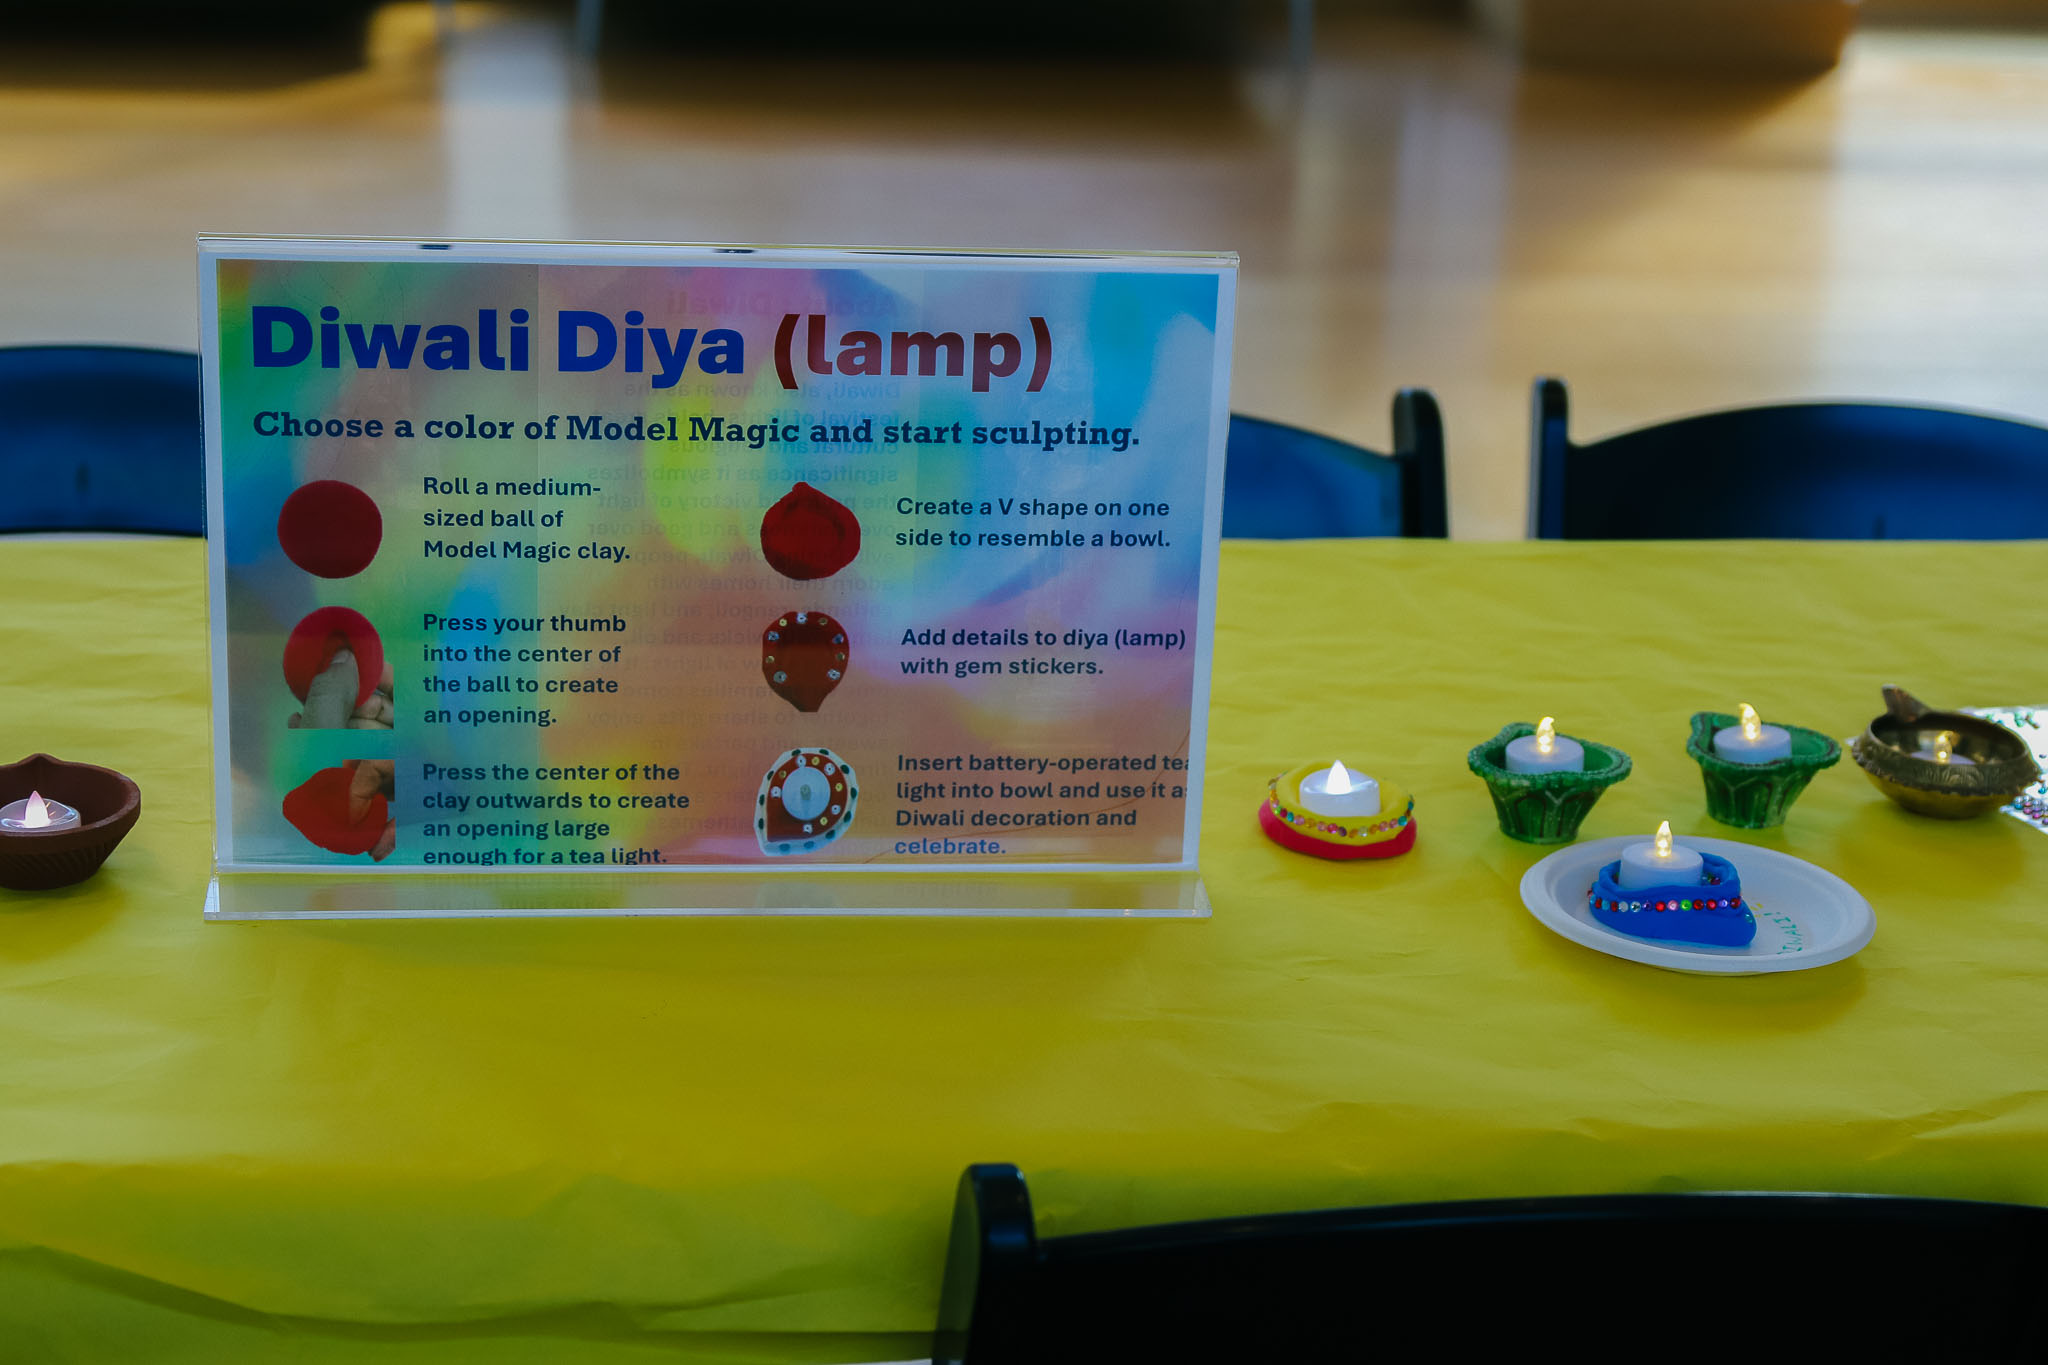 Diwali Diya (lamp)
Choose a color of Model Magic and start sculpting.
Roll a medium-
sized ball of
Model Magic clay.
Press your thumb
into the center of
the ball to create
an opening.
Press the center of the
clay outwards to create
an opening large
enough for a tea light.
Create a V shape on one
side to resemble a bowl.
Add details to diya (lamp)
with gem stickers.
Insert battery-operated tea
light into bowl and use it as
Diwali decoration and
celebrate.